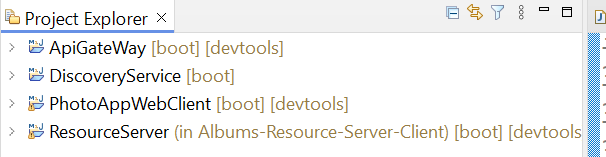 Project Explorer
ApiGateWay [boot] [devtools]
DiscoveryService [boot]
PhotoAppWebClient [boot] [devtools]
ResourceServer (in Albums-Resource-Server-Client) [boot] [devtools